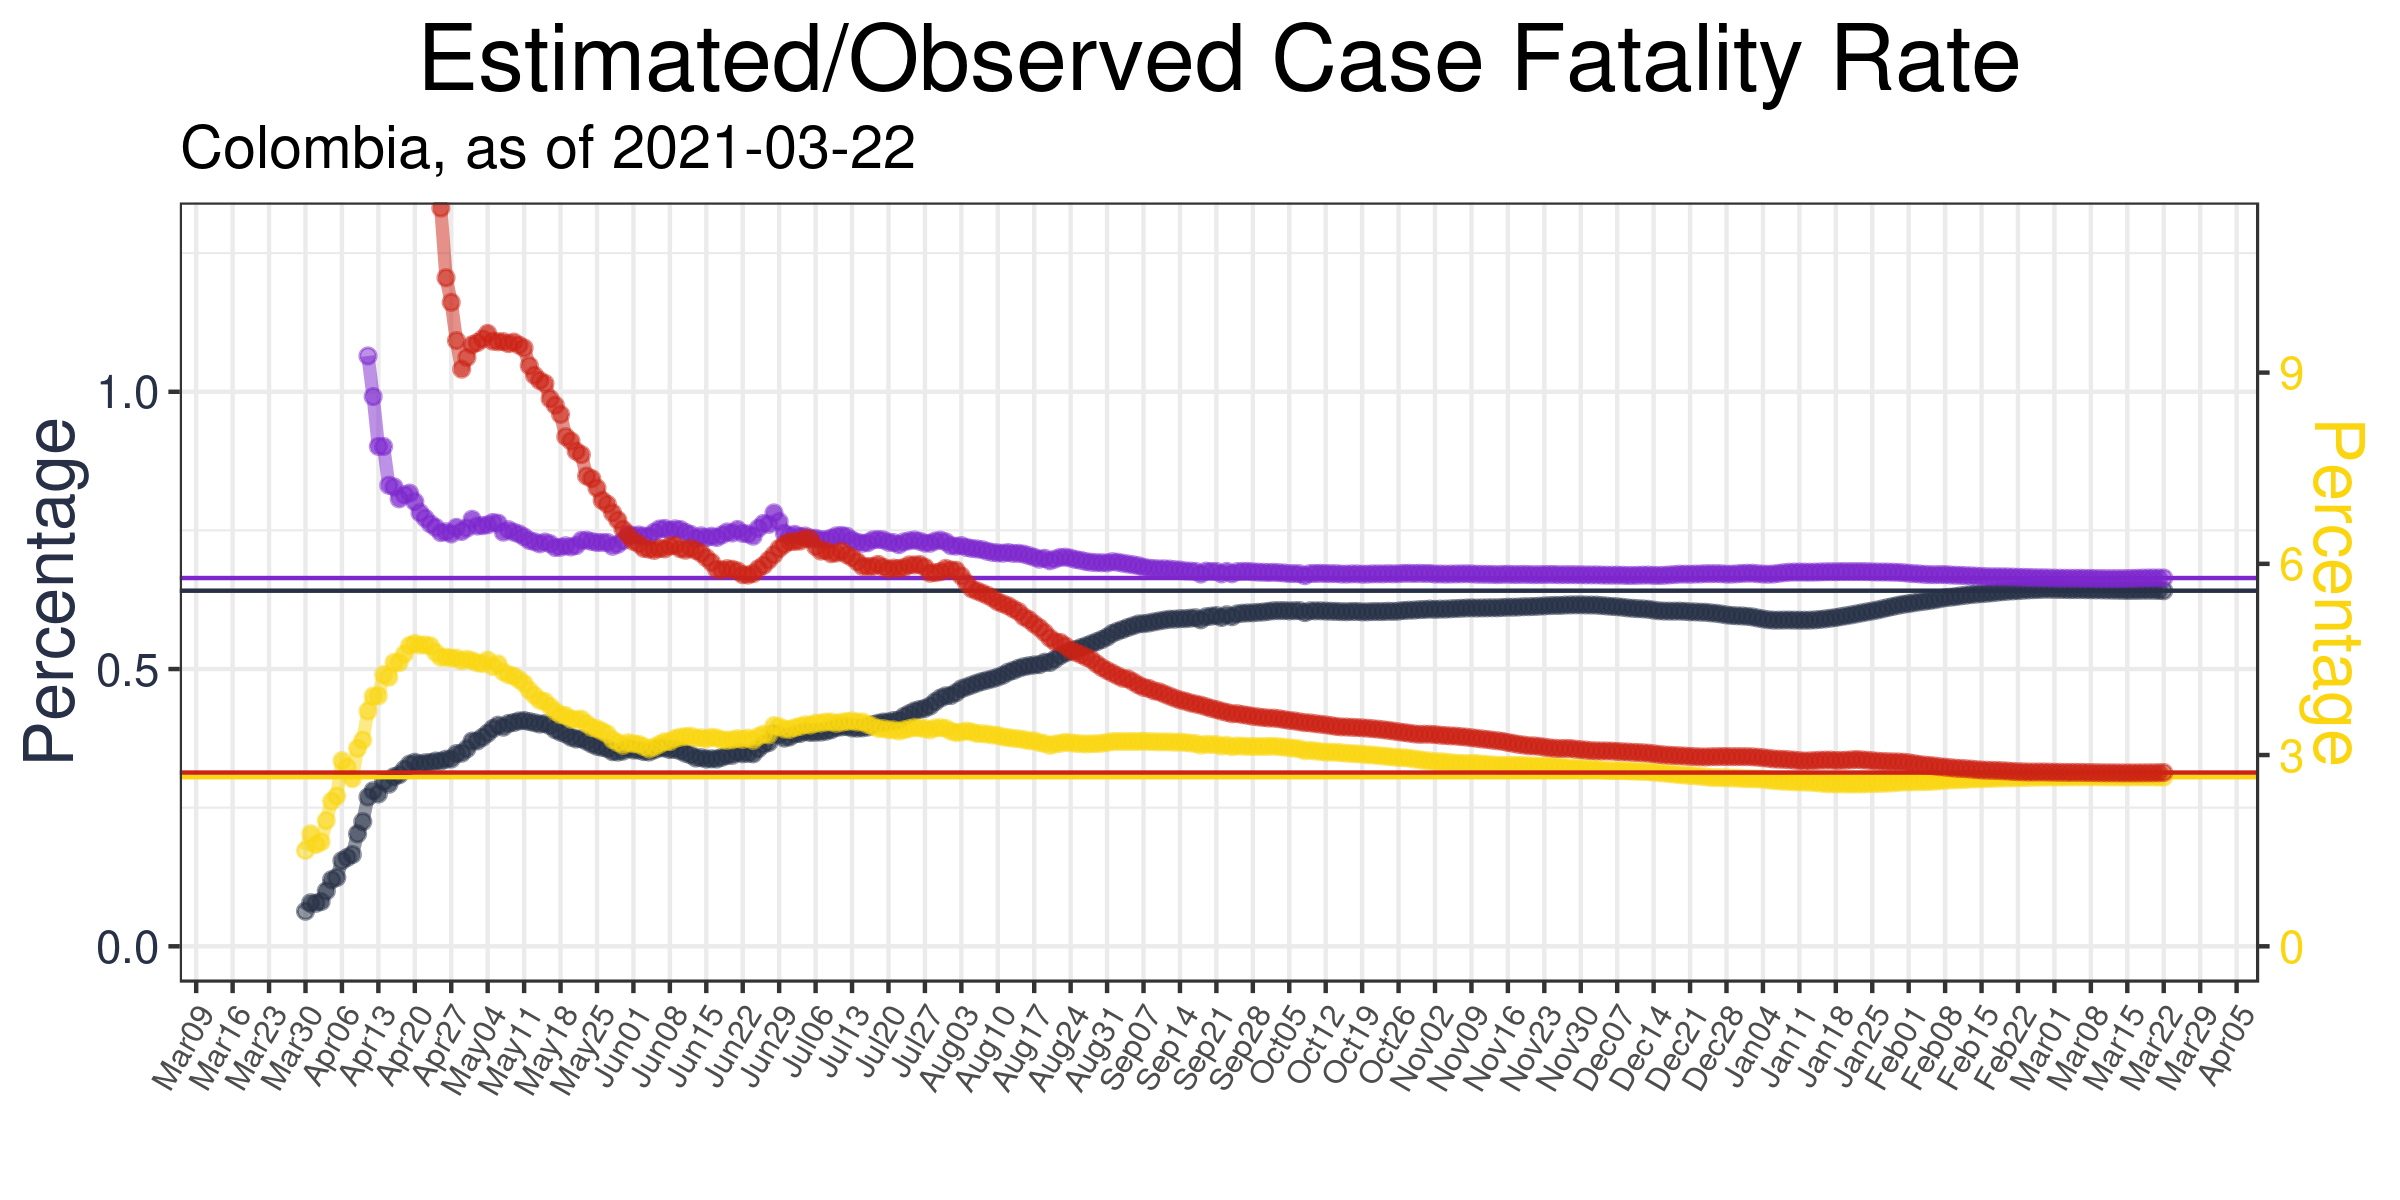 Estimated/Observed Case Fatality Rate
Colombia, as of 2021-03-22
Percentage
1.0
0.5
0.0
9
6
3
0
Percentage
Mar09 Mar16 Mar23 Mar30 Apr06 Apr13 Apr20 Apr27 May04 May11 May18 May25 Jun01 Jun08 Jun15 Jun22 Jun29 Jul06 Jul13 Jul20 Jul27 Aug03 Aug10 Aug17 Aug24 Aug31 Sep07 Sep14 Sep21 Sep28 Oct05 Oct12 Oct19 Oct26 Nov02 Nov09 Nov16 Nov23 Nov30 Dec07 Dec14 Dec21 Dec28 Jan04 Jan11 Jan18 Jan25 Feb01 Feb08 Feb15 Feb22 Mar01 Mar08 Mar15 Mar22 Mar29 Apr05